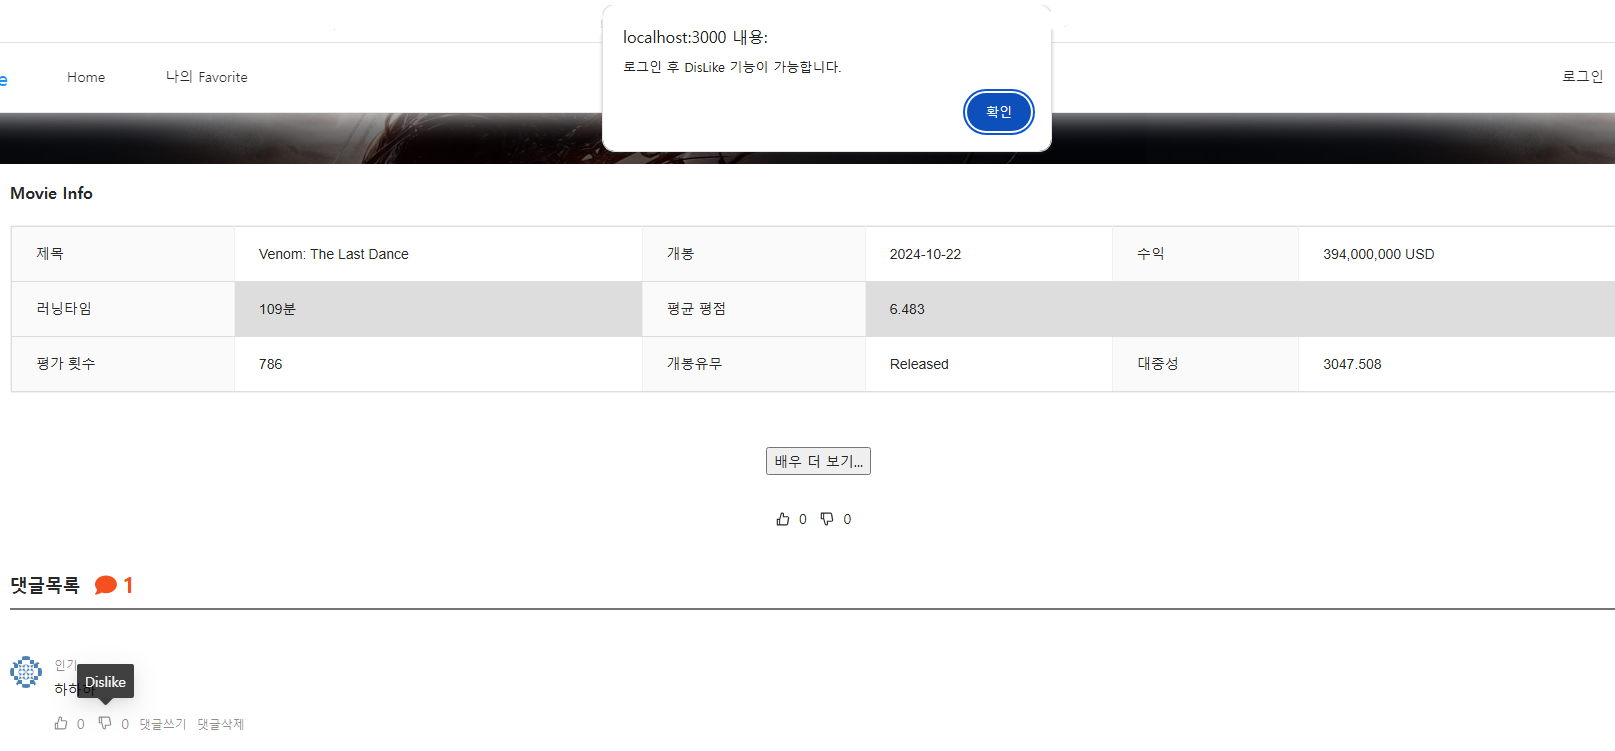 localhost:3000 내용:
로그인 후 DisLike 기능이 가능합니다.
확인
e Home 나의 Favorite 로그인
Movie Info
제목 Venom: The Last Dance 개봉 2024-10-22 수익 394,000,000 USD
러닝타임 109분 평균 평점 6.483
평가 횟수 786 개봉유무 Released 대중성 3047.508
배우 더 보기...
0 0
댓글목록 1
인기
Dislike
하하하
0 0 댓글쓰기 댓글삭제